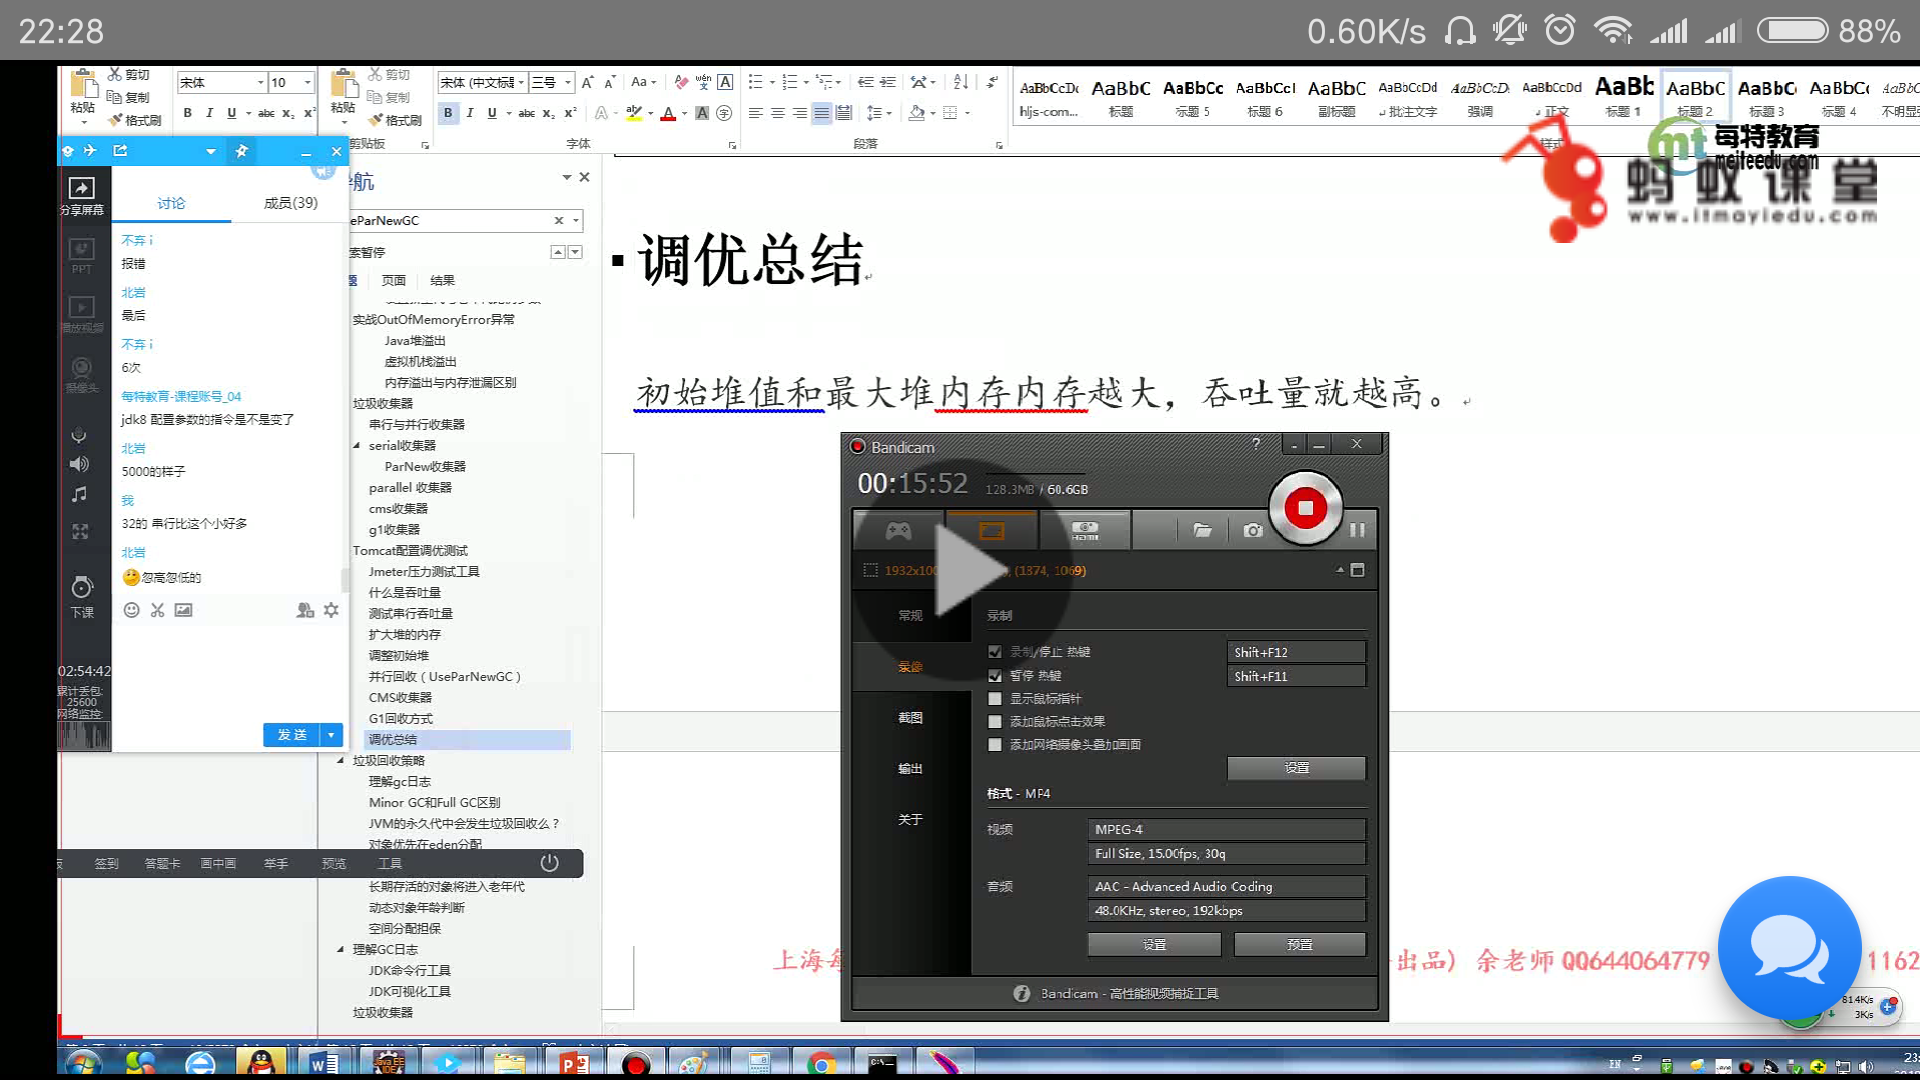 22:28
0.60K/s
88%
粘贴
剪切
复制
格式刷
宋体
10
B I U abc x₂ x²
粘贴
剪切
复制
格式刷
宋体 (中文标题
三号
B I U abc x₂ x²
剪贴板
字体
段落
样式
AaBbCcDc
hljs-com...
AaBbC
标题
AaBbCc
标题 5
AaBbCcI
标题 6
AaBbC
副标题
AaBbCcDd
批注文字
AaBbCcD.
强调
AaBbCcDd
正文
AaBb
标题 1
AaBbC
标题 2
AaBbC
标题 3
AaBbCc
标题 4
AaBbCc
不明显
mt
每特教育
meiteedu.com
蚂蚁课堂
www.itmayiedu.com
分享屏幕
PPT
播放视频
摄像头
下课
02:54:42
累计丢包:
25600
网络监控:
讨论
成员(39)
不弃 i
报错
北岩
最后
不弃 i
6次
每特教育-课程账号_04
jdk8 配置参数的指令是不是变了
北岩
5000的样子
我
32的 串行比这个小好多
北岩
忽高忽低的
发 送
导航
eParNewGC
索暂停
题
页面
结果
实战OutOfMemoryError异常
Java堆溢出
虚拟机栈溢出
内存溢出与内存泄漏区别
垃圾收集器
串行与并行收集器
serial收集器
ParNew收集器
parallel 收集器
cms收集器
g1收集器
Tomcat配置调优测试
Jmeter压力测试工具
什么是吞吐量
测试串行吞吐量
扩大堆的内存
调整初始堆
并行回收（UseParNewGC）
CMS收集器
G1回收方式
调优总结
垃圾回收策略
理解gc日志
Minor GC和Full GC区别
JVM的永久代中会发生垃圾回收么？
对象优先在eden分配
签到
答题卡
画中画
举手
预览
工具
长期存活的对象将进入老年代
动态对象年龄判断
空间分配担保
理解GC日志
JDK命令行工具
JDK可视化工具
垃圾收集器
调优总结
初始堆值和最大堆内存内存越大，吞吐量就越高。
Bandicam
00:15:52
128.3MB / 60.6GB
1932x10
, (1874, 1069)
常规
录像
截图
输出
关于
录制
录制/停止 热键
Shift+F12
暂停 热键
Shift+F11
显示鼠标指针
添加鼠标点击效果
添加网络摄像头叠加画面
设置
格式 - MP4
视频
MPEG-4
Full Size, 15.00fps, 30q
音频
AAC - Advanced Audio Coding
48.0KHz, stereo, 192kbps
设置
预置
Bandicam - 高性能视频捕捉工具
上海每
出品) 余老师 QQ644064779
1162
81.4K/s
3K/s
EN
23: